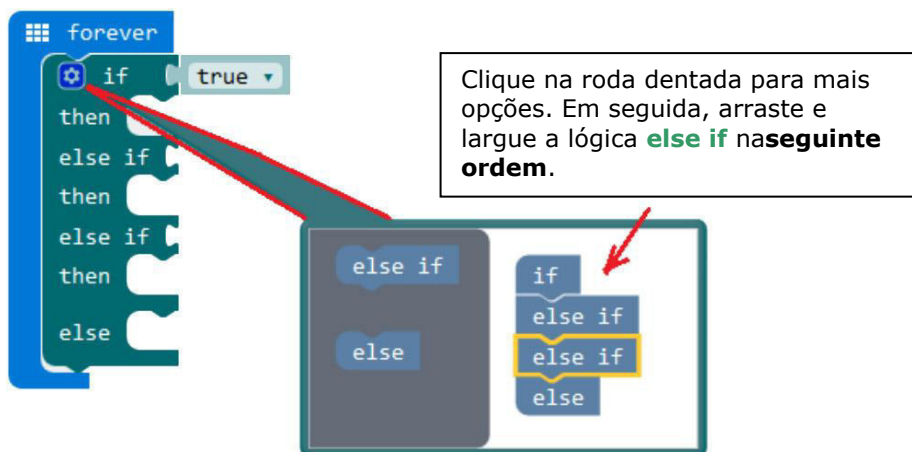 forever
if true
then
else if
then
else if
then
else
Clique na roda dentada para mais
opções. Em seguida, arraste e
largue a lógica else if naseguinte
ordem.
else if
else
if
else if
else if
else